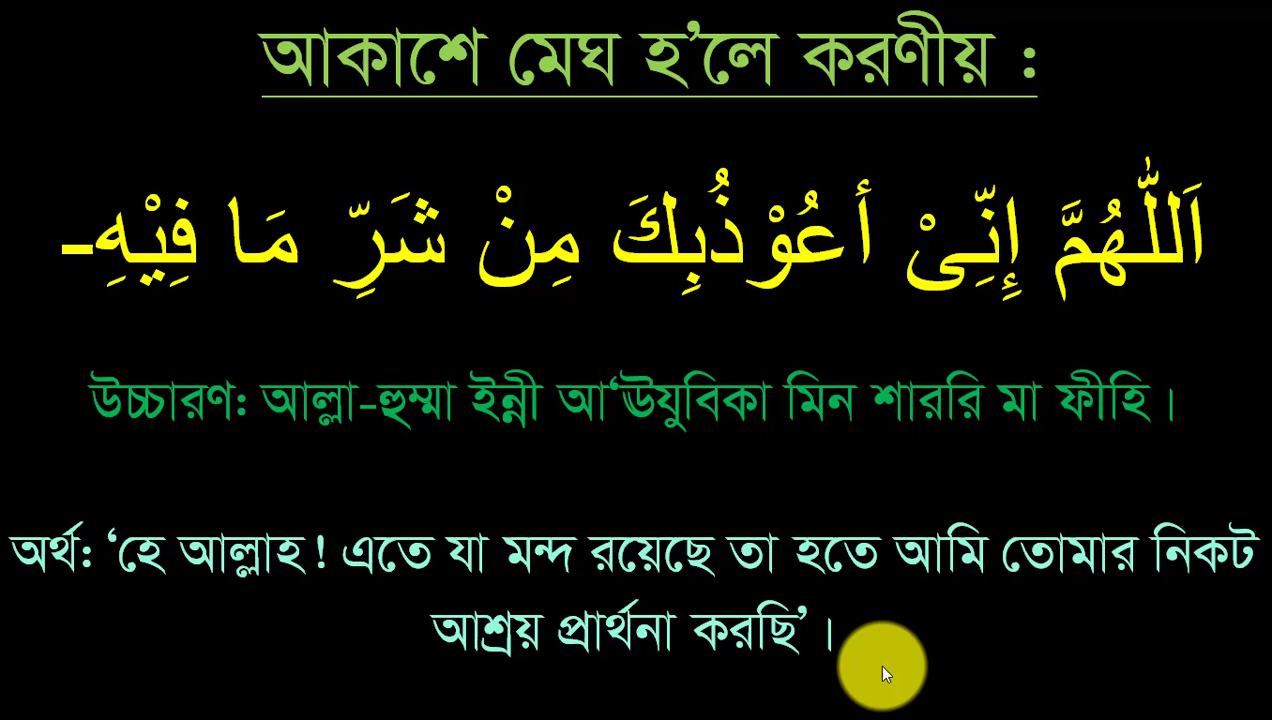 আকাশে মেঘ হ’লে করণীয় :
اَللّٰهُمَّ إِنِّىْ أَعُوْذُبِكَ مِنْ شَرِّ مَا فِيْهِ-
উচ্চারণ: আল্লা-হুম্মা ইন্নী আ‘ঊযুবিকা মিন শাররি মা ফীহি।
অর্থ: ‘হে আল্লাহ! এতে যা মন্দ রয়েছে তা হতে আমি তোমার নিকট
আশ্রয় প্রার্থনা করছি’।